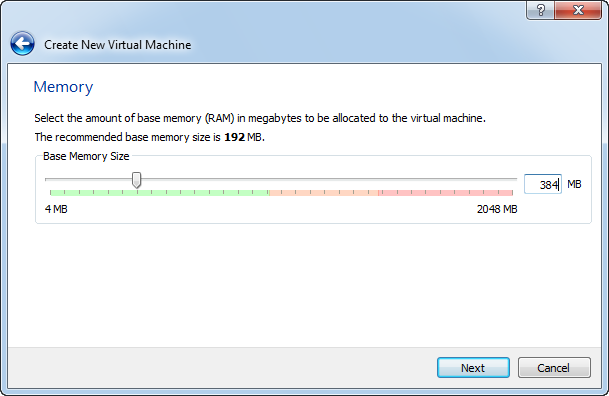 ?
Create New Virtual Machine
Memory
Select the amount of base memory (RAM) in megabytes to be allocated to the virtual machine.
The recommended base memory size is 192 MB.
Base Memory Size
384 MB
4 MB 2048 MB
Next Cancel